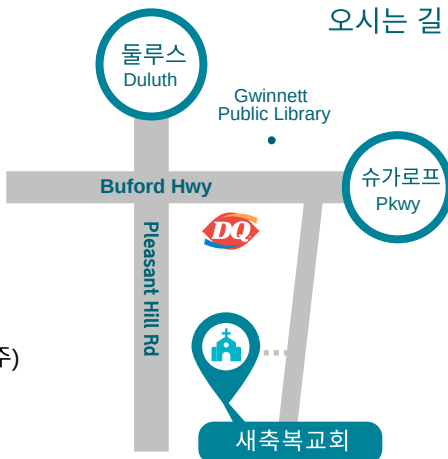 오시는 길
둘루스
Duluth
Gwinnett
Public Library
Buford Hwy
슈가로프
Pkwy
DQ
Pleasant Hill Rd
주)
새축복교회